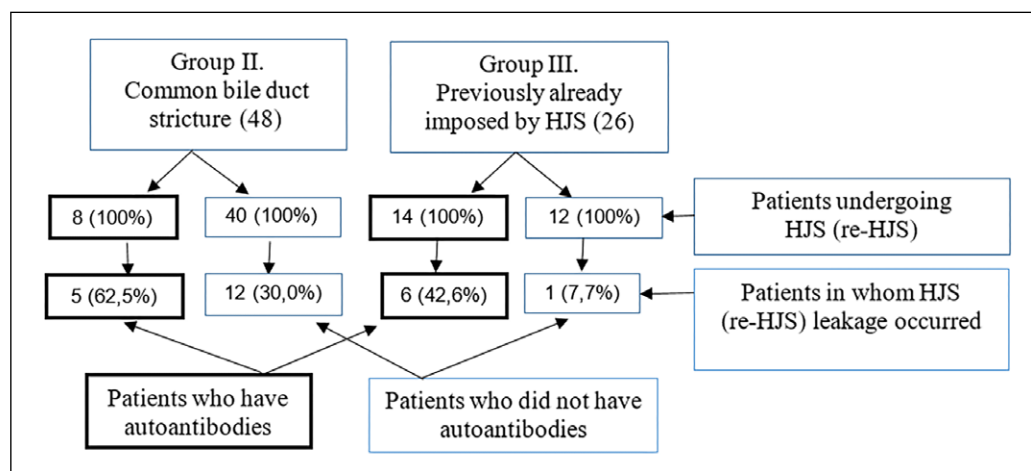 Group II.
Common bile duct
stricture (48)
Group III.
Previously already
imposed by HJS (26)
8 (100%)
40 (100%)
14 (100%)
12 (100%)
Patients undergoing
HJS (re-HJS)
5 (62,5%)
12 (30,0%)
6 (42,6%)
1 (7,7%)
Patients in whom HJS
(re-HJS) leakage occurred
Patients who have
autoantibodies
Patients who did not have
autoantibodies